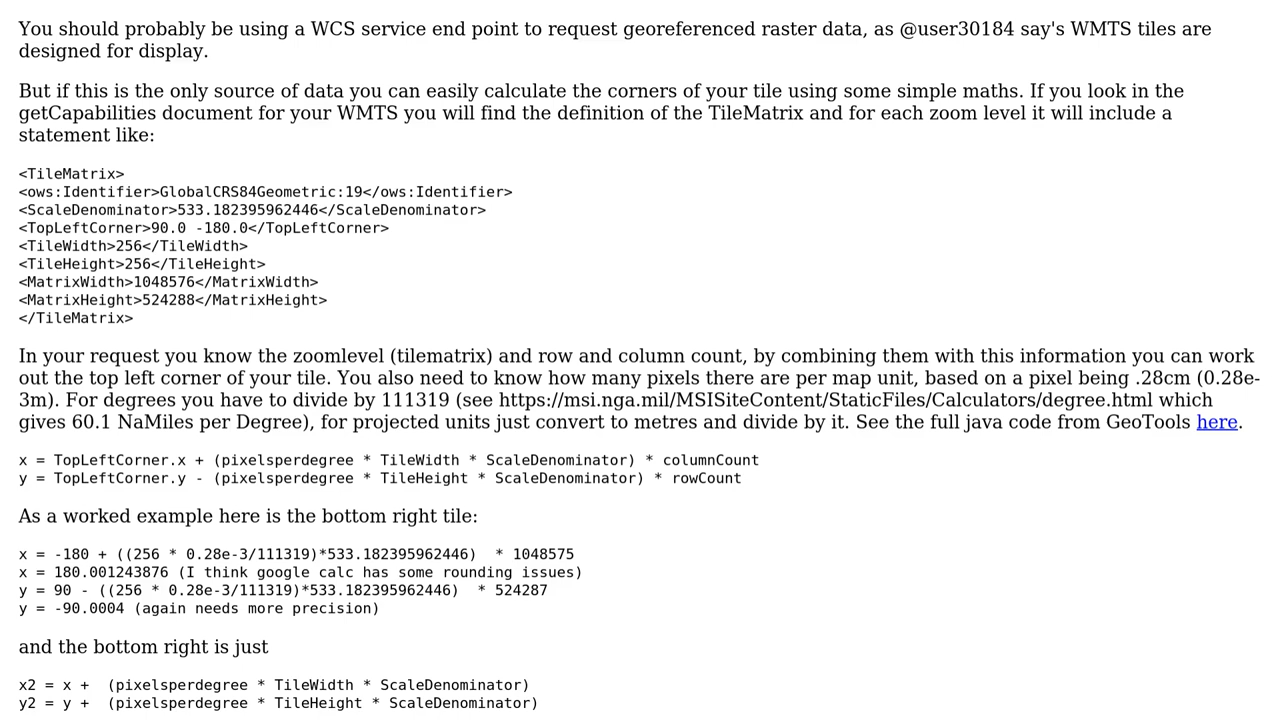 You should probably be using a WCS service end point to request georeferenced raster data, as @user30184 say's WMTS tiles are
designed for display.
But if this is the only source of data you can easily calculate the corners of your tile using some simple maths. If you look in the
getCapabilities document for your WMTS you will find the definition of the TileMatrix and for each zoom level it will include a
statement like:
<TileMatrix>
<ows:Identifier>GlobalCRS84Geometric:19</ows:Identifier>
<ScaleDenominator>533.182395962446</ScaleDenominator>
<TopLeftCorner>90.0 -180.0</TopLeftCorner>
<TileWidth>256</TileWidth>
<TileHeight>256</TileHeight>
<MatrixWidth>1048576</MatrixWidth>
<MatrixHeight>524288</MatrixHeight>
</TileMatrix>
In your request you know the zoomlevel (tilematrix) and row and column count, by combining them with this information you can work
out the top left corner of your tile. You also need to know how many pixels there are per map unit, based on a pixel being .28cm (0.28e-
3m). For degrees you have to divide by 111319 (see https://msi.nga.mil/MSISiteContent/StaticFiles/Calculators/degree.html which
gives 60.1 NaMiles per Degree), for projected units just convert to metres and divide by it. See the full java code from GeoTools here.
x = TopLeftCorner.x + (pixelsperdegree * TileWidth * ScaleDenominator) * columnCount
y = TopLeftCorner.y - (pixelsperdegree * TileHeight * ScaleDenominator) * rowCount
As a worked example here is the bottom right tile:
x = -180 + ((256 * 0.28e-3/111319)*533.182395962446)  * 1048575
x = 180.001243876 (I think google calc has some rounding issues)
y = 90 - ((256 * 0.28e-3/111319)*533.182395962446)  * 524287
y = -90.0004 (again needs more precision)
and the bottom right is just
x2 = x +  (pixelsperdegree * TileWidth * ScaleDenominator)
y2 = y +  (pixelsperdegree * TileHeight * ScaleDenominator)